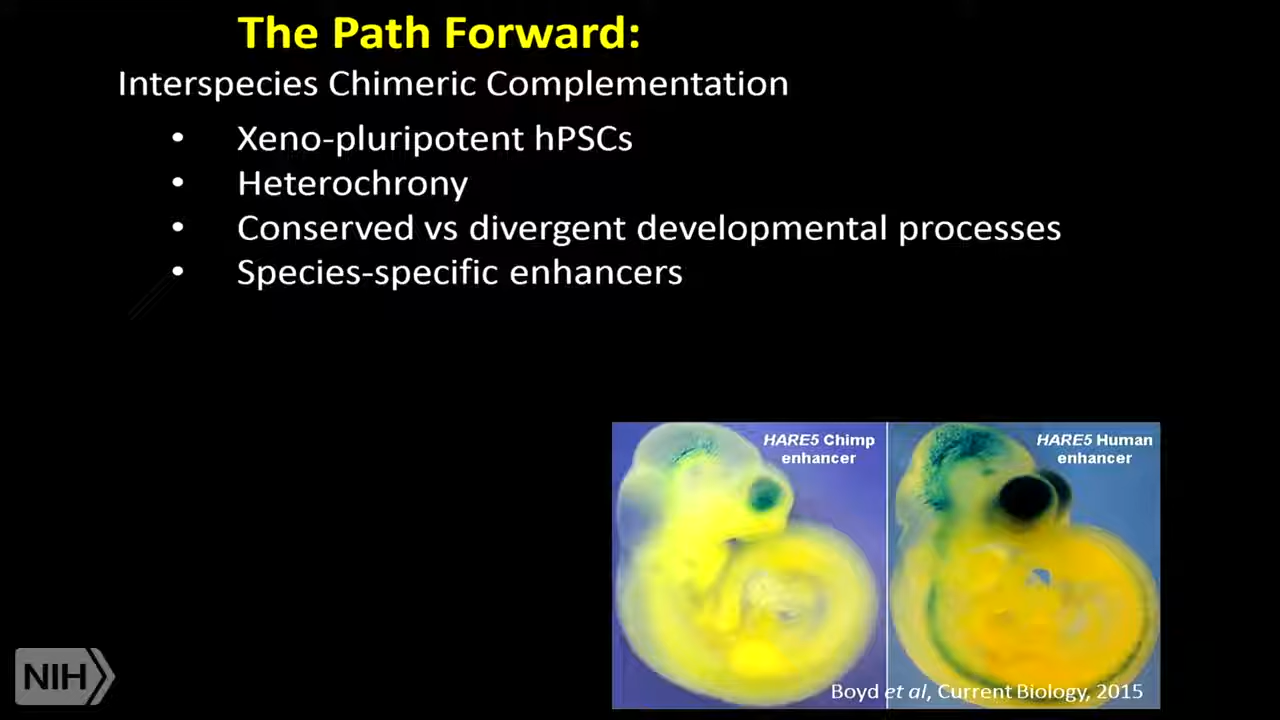 The Path Forward:
Interspecies Chimeric Complementation
• Xeno-pluripotent hPSCs
• Heterochrony
• Conserved vs divergent developmental processes
• Species-specific enhancers
HARE5 Chimp
enhancer
HARE5 Human
enhancer
Boyd et al, Current Biology, 2015
NIH